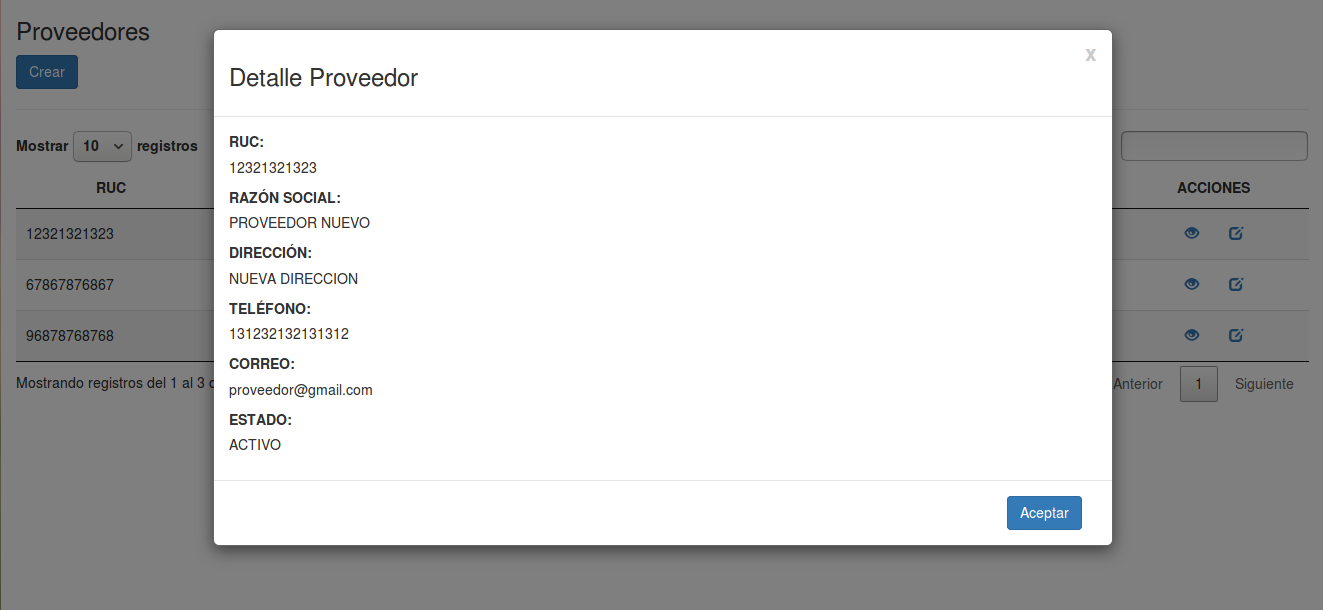 Proveedores
Crear
Mostrar 10 registros
RUC
ACCIONES
12321321323
67867876867
96878768768
Mostrando registros del 1 al 3
Anterior 1 Siguiente
x
Detalle Proveedor
RUC:
12321321323
RAZÓN SOCIAL:
PROVEEDOR NUEVO
DIRECCIÓN:
NUEVA DIRECCION
TELÉFONO:
131232132131312
CORREO:
proveedor@gmail.com
ESTADO:
ACTIVO
Aceptar